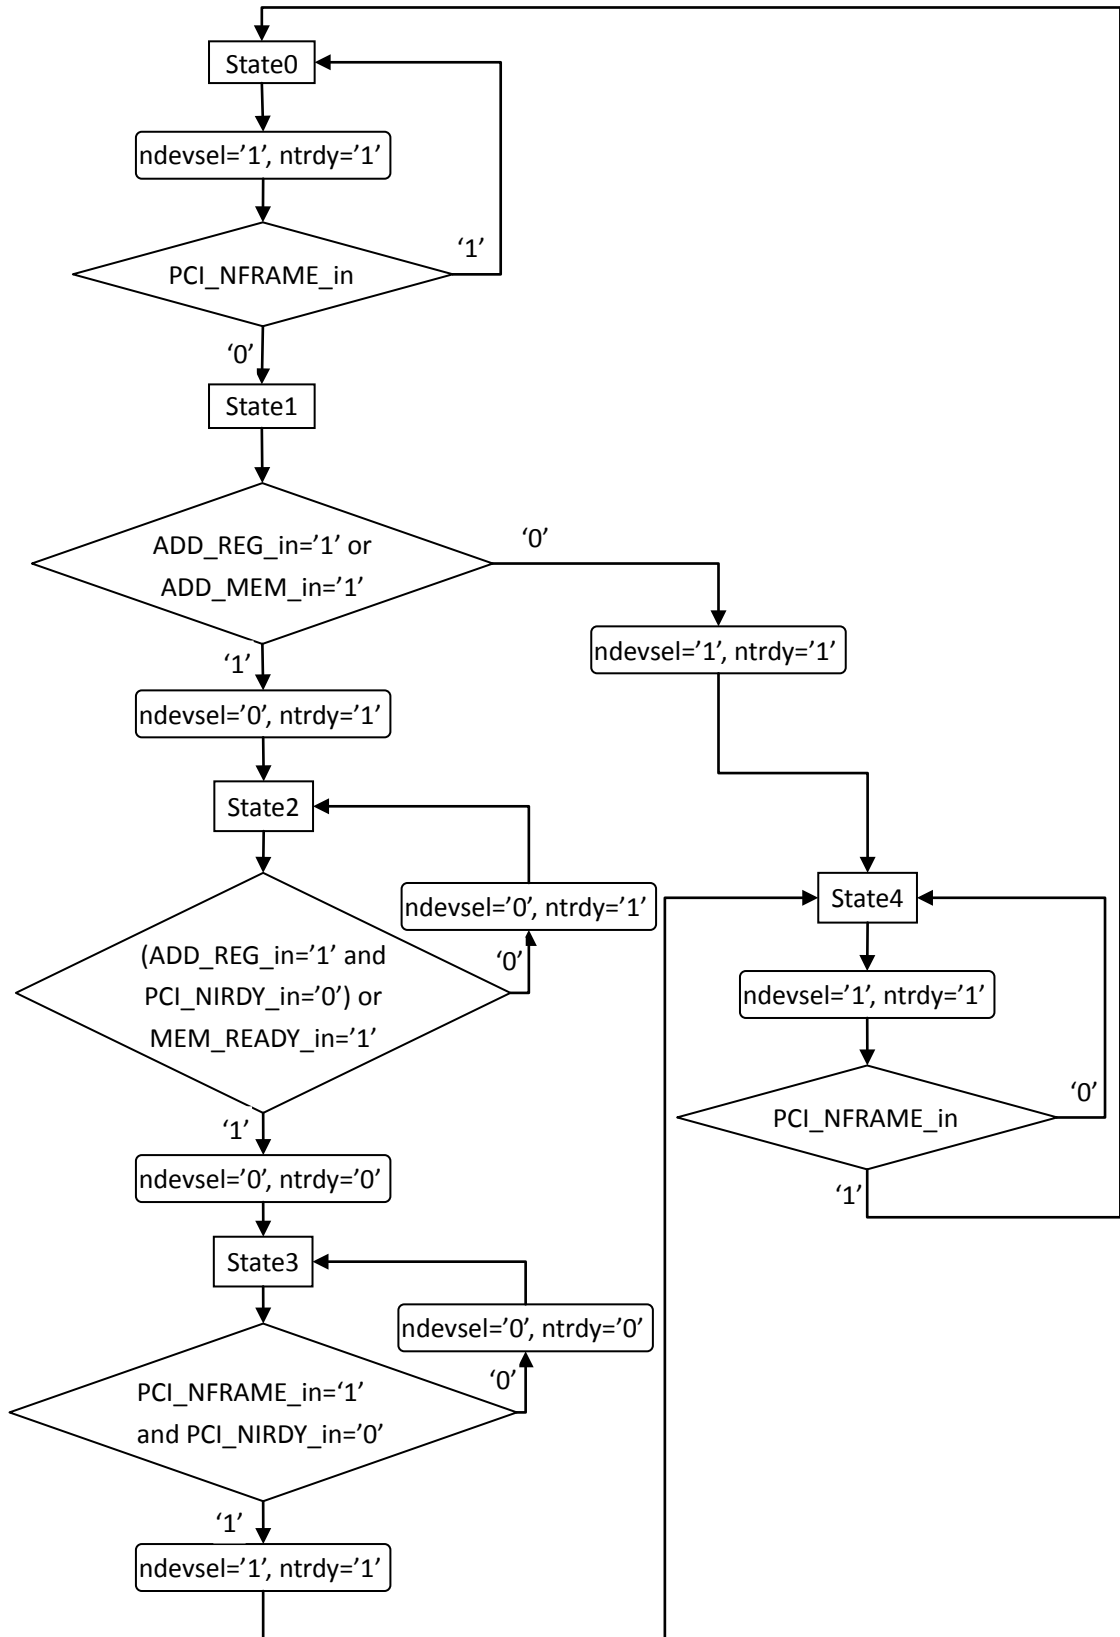 State0
ndevsel=’1’, ntrdy=’1’
PCI_NFRAME_in
‘1’
‘0’
State1
ADD_REG_in=’1’ or
ADD_MEM_in=’1’
‘0’
‘1’
ndevsel=’1’, ntrdy=’1’
ndevsel=’0’, ntrdy=’1’
State2
ndevsel=’0’, ntrdy=’1’
‘0’
(ADD_REG_in=’1’ and
PCI_NIRDY_in=’0’) or
MEM_READY_in=’1’
‘1’
State4
ndevsel=’1’, ntrdy=’1’
PCI_NFRAME_in
‘0’
‘1’
ndevsel=’0’, ntrdy=’0’
State3
ndevsel=’0’, ntrdy=’0’
‘0’
PCI_NFRAME_in=‘1’
and PCI_NIRDY_in=’0’
‘1’
ndevsel=’1’, ntrdy=’1’